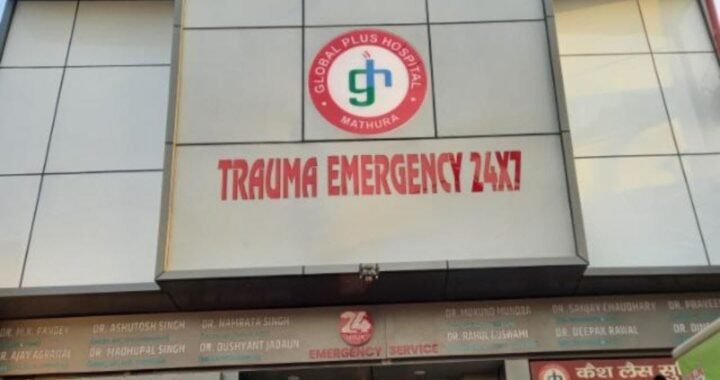 GLOBAL PLUS HOSPITAL
gh
MATHURA
TRAUMA EMERGENCY 24X7
DR. M.K. PANDEY
DR. ASHUTOSH SINGH
DR. NAMRATA SINGH
24
DR. MUKUND MUNDRA
DR. SANJAY CHAUDHARY
DR. AJAY AGRAWAL
DR. MADHUPAL SINGH
DR. DUSHYANT JADAUN
EMERGENCY SERVICE
DR. RAHUL GOSWAMI
DR. DEEPAK RAWAL
कैश लैस